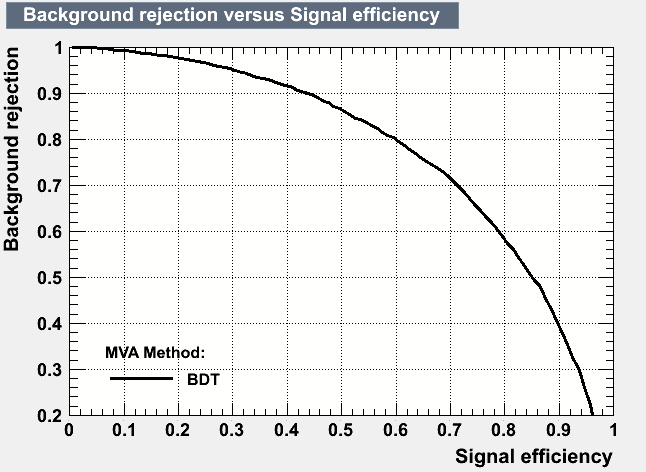 Background rejection versus Signal efficiency
Background rejection
1
0.9
0.8
0.7
0.6
0.5
0.4
0.3
0.2
MVA Method:
BDT
0 0.1 0.2 0.3 0.4 0.5 0.6 0.7 0.8 0.9 1
Signal efficiency